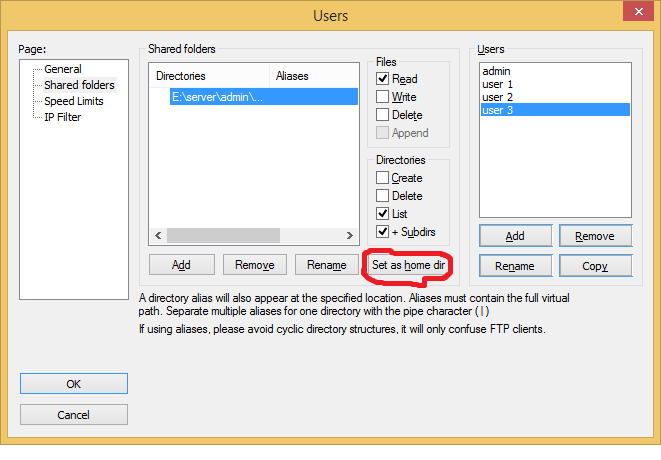 Users
Page:
General
Shared folders
Speed Limits
IP Filter
OK
Cancel
Shared folders
Directories Aliases
E:\server\admin\...
Add Remove Rename Set as home dir
Files
Read
Write
Delete
Append
Directories
Create
Delete
List
+ Subdirs
A directory alias will also appear at the specified location. Aliases must contain the full virtual
path. Separate multiple aliases for one directory with the pipe character (|)
If using aliases, please avoid cyclic directory structures, it will only confuse FTP clients.
Users
admin
user 1
user 2
user 3
Add Remove
Rename Copy